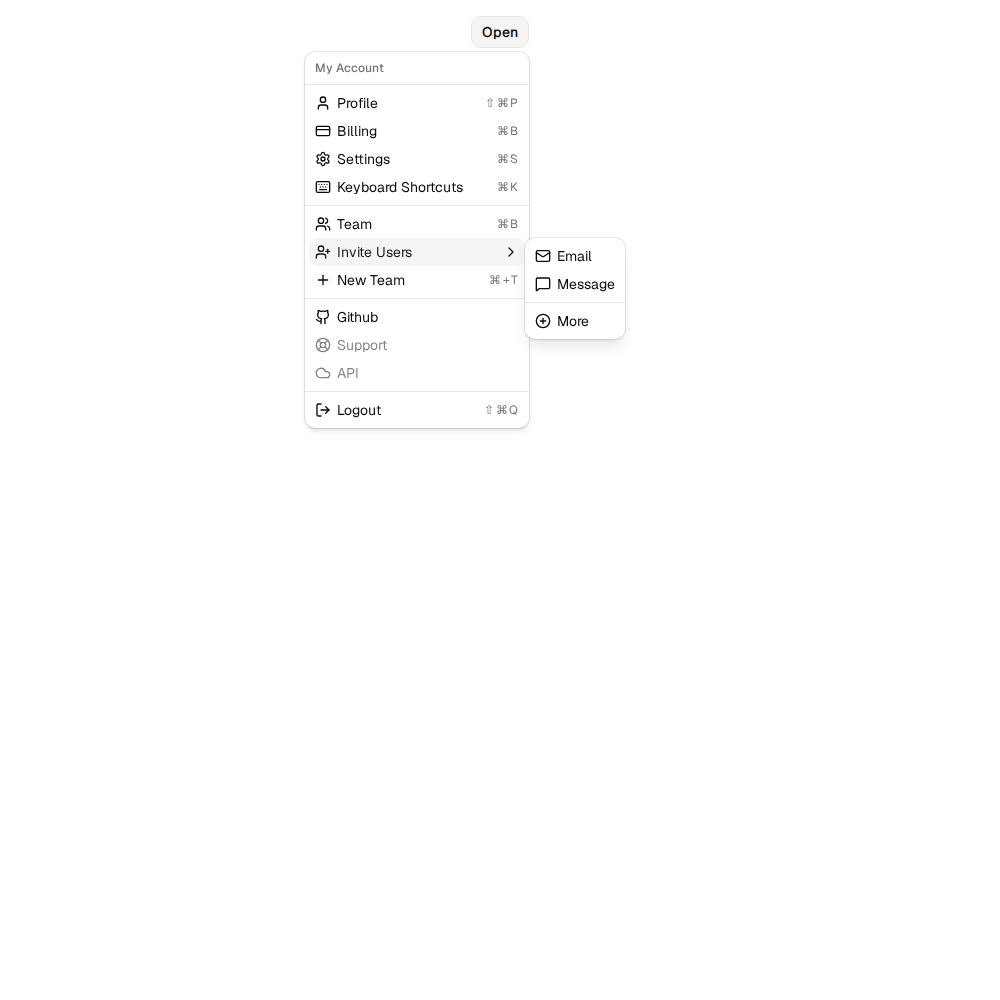 Open
My Account
Profile ⇧⌘P
Billing ⌘B
Settings ⌘S
Keyboard Shortcuts ⌘K
Team ⌘B
Invite Users
New Team ⌘+T
Github
Support
API
Logout ⇧⌘Q
Email
Message
More